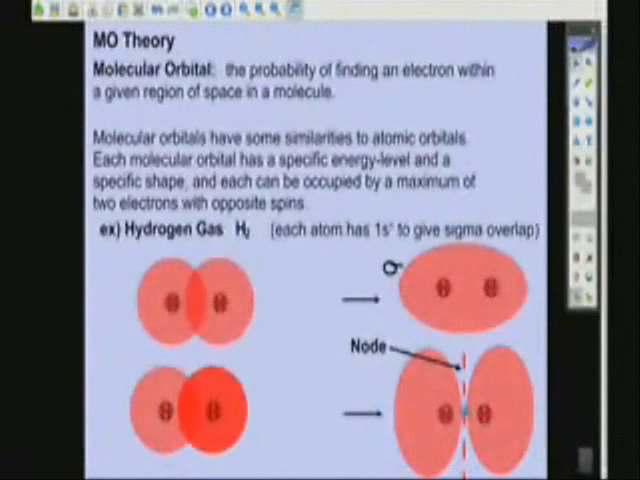 MO Theory
Molecular Orbital: the probability of finding an electron within
a given region of space in a molecule.
Molecular orbitals have some similarities to atomic orbitals.
Each molecular orbital has a specific energy-level and a
specific shape, and each can be occupied by a maximum of
two electrons with opposite spins
ex) Hydrogen Gas H₂ (each atom has 1s¹ to give sigma overlap)
σ
Node